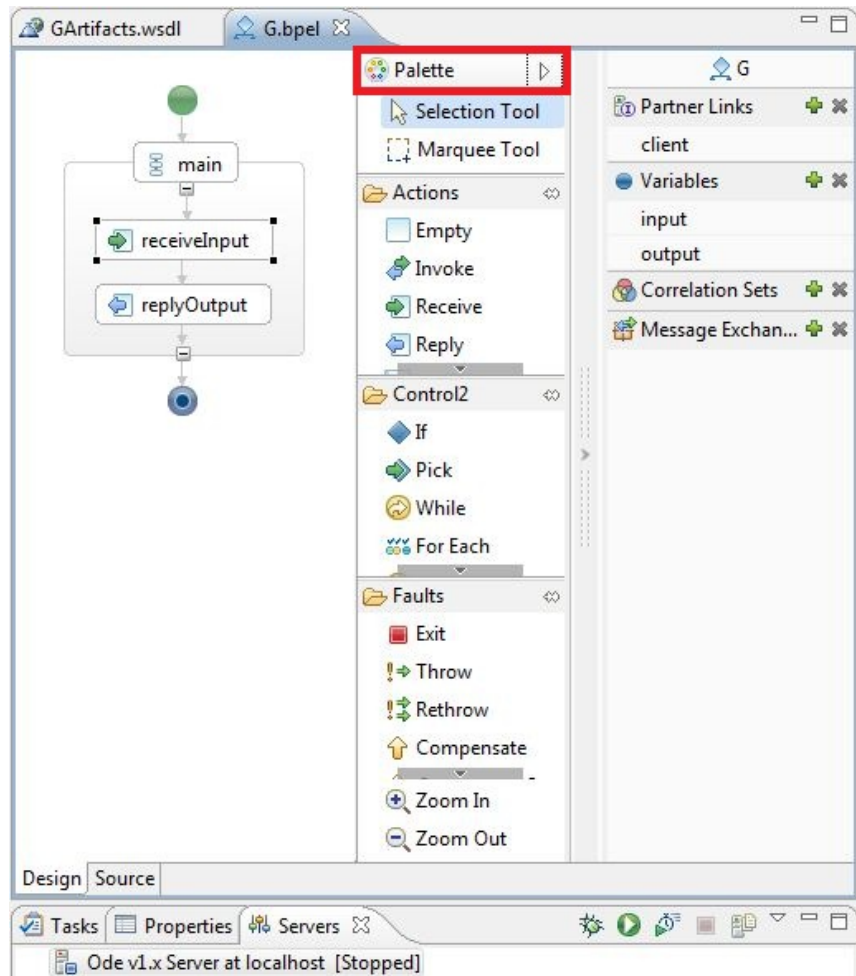 GArtifacts.wsdl
G.bpel
main
receiveInput
replyOutput
Palette
Selection Tool
Marquee Tool
Actions
Empty
Invoke
Receive
Reply
Control2
If
Pick
While
For Each
Faults
Exit
Throw
Rethrow
Compensate
Zoom In
Zoom Out
G
Partner Links
client
Variables
input
output
Correlation Sets
Message Exchan...
Design Source
Tasks Properties Servers
Ode v1.x Server at localhost [Stopped]